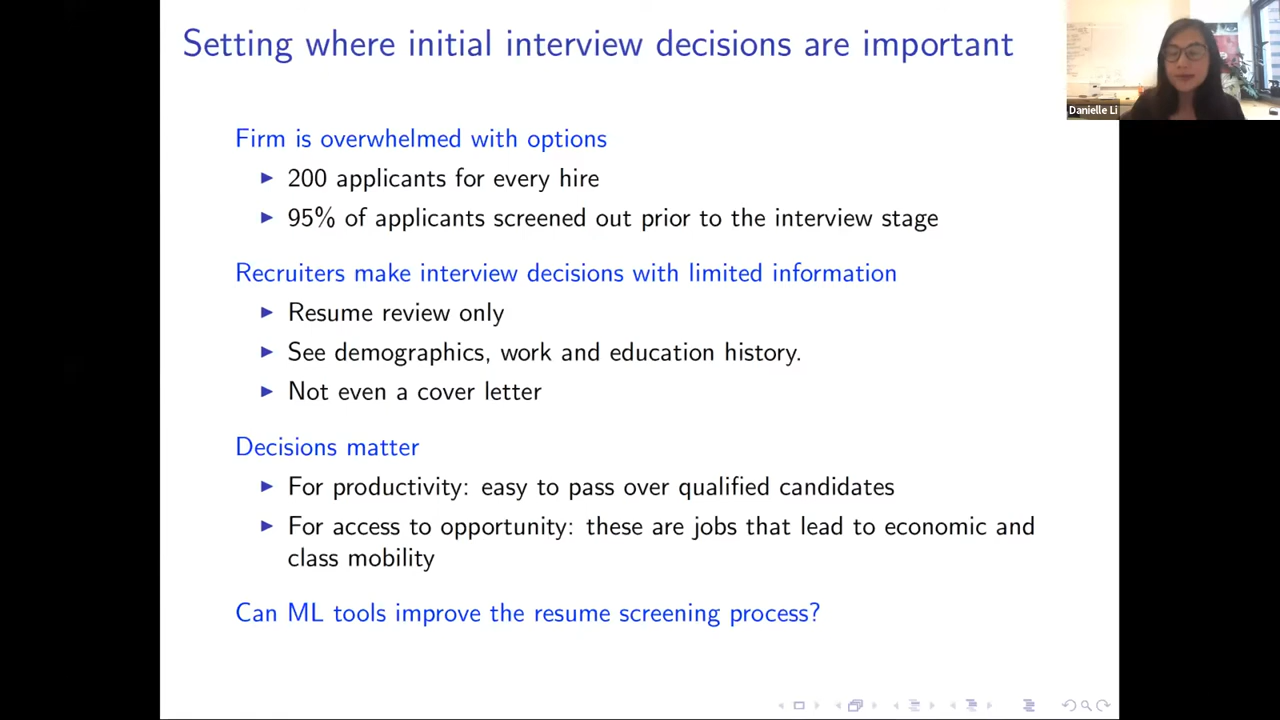 Setting where initial interview decisions are important
Danielle Li
Firm is overwhelmed with options
▶ 200 applicants for every hire
▶ 95% of applicants screened out prior to the interview stage
Recruiters make interview decisions with limited information
▶ Resume review only
▶ See demographics, work and education history.
▶ Not even a cover letter
Decisions matter
▶ For productivity: easy to pass over qualified candidates
▶ For access to opportunity: these are jobs that lead to economic and
class mobility
Can ML tools improve the resume screening process?